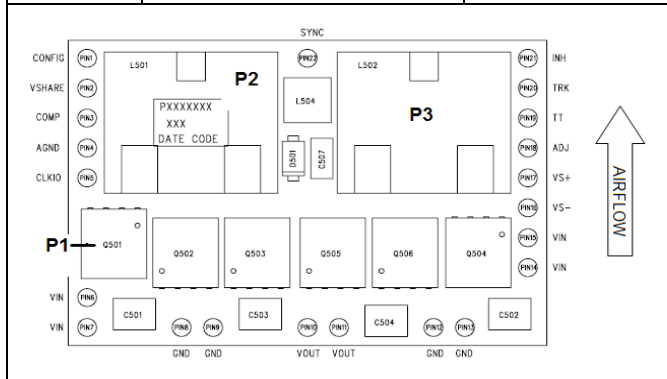 SYNC
CONFIG PIN1 L501 P2 PIN22 L502 PIN21 INH
VSHARE PIN2 L504 PIN20 TRK
PXXXXXXX
COMP PIN3 XXX P3 PIN19 TT
DATE CODE
AGND PIN4 D501 C507 PIN18 ADJ
CLKIO PIN5 PIN17 VS+
PIN16 VS-
P1 Q501 Q502 Q503 Q505 Q506 Q504 PIN15 VIN
PIN14 VIN
VIN PIN6
VIN PIN7 C501 PIN8 PIN9 C503 PIN10 PIN11 C504 PIN12 PIN13 C502
GND GND VOUT VOUT GND GND
AIRFLOW